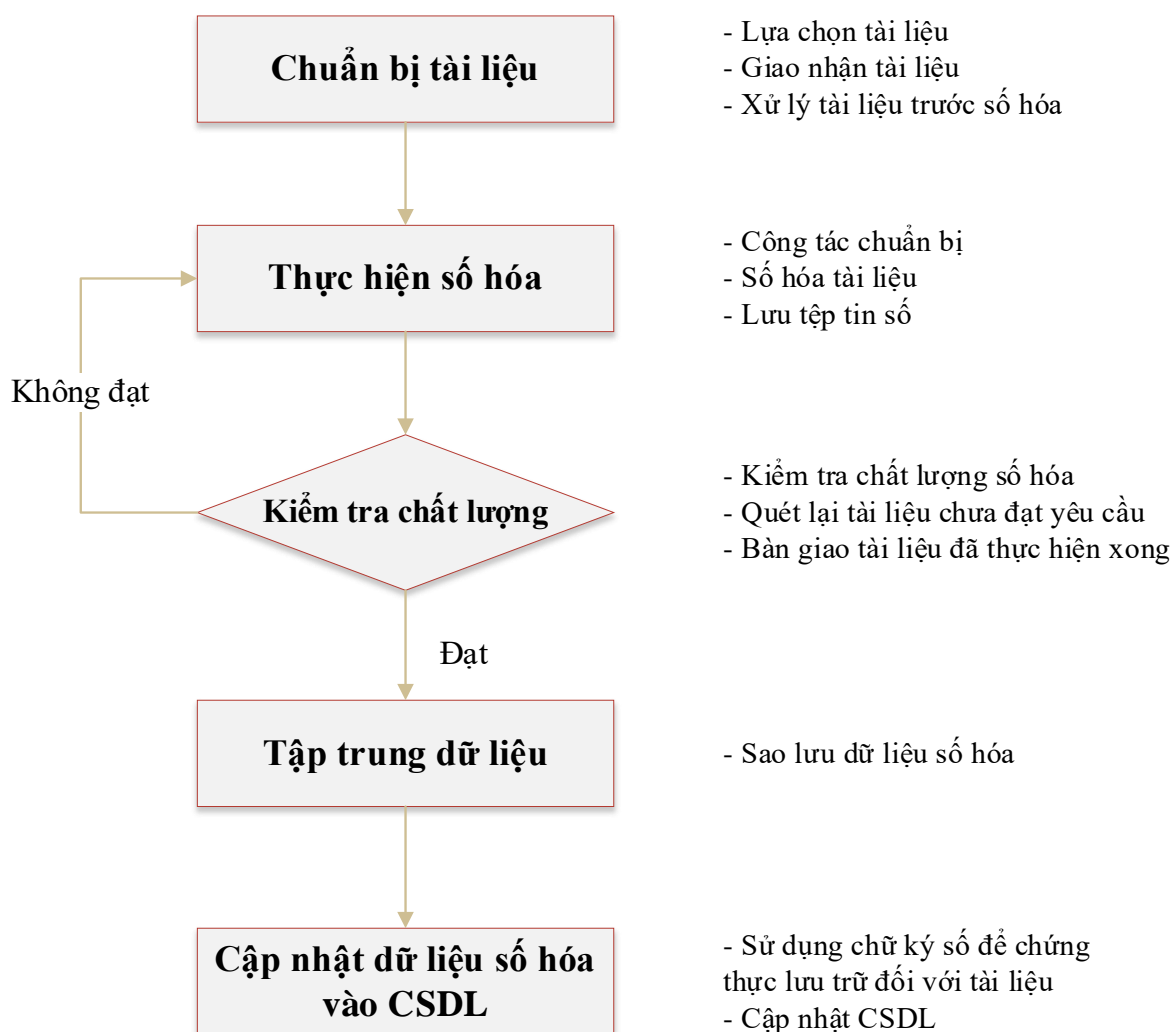 Chuẩn bị tài liệu
- Lựa chọn tài liệu
- Giao nhận tài liệu
- Xử lý tài liệu trước số hóa
Thực hiện số hóa
- Công tác chuẩn bị
- Số hóa tài liệu
- Lưu tệp tin số
Không đạt
Kiểm tra chất lượng
- Kiểm tra chất lượng số hóa
- Quét lại tài liệu chưa đạt yêu cầu
- Bàn giao tài liệu đã thực hiện xong
Đạt
Tập trung dữ liệu
- Sao lưu dữ liệu số hóa
Cập nhật dữ liệu số hóa
vào CSDL
- Sử dụng chữ ký số để chứng
thực lưu trữ đối với tài liệu
- Cập nhật CSDL